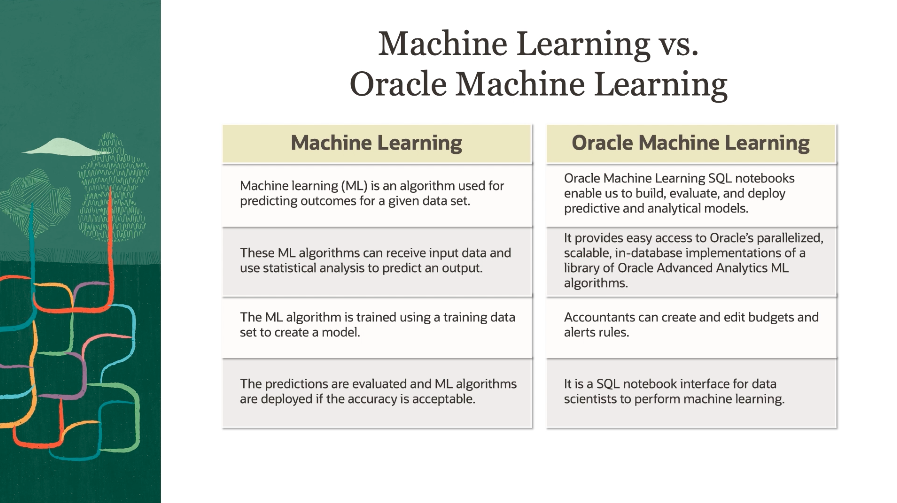 Machine Learning vs.
Oracle Machine Learning
Machine Learning
Oracle Machine Learning
Machine learning (ML) is an algorithm used for
predicting outcomes for a given data set.
Oracle Machine Learning SQL notebooks
enable us to build, evaluate, and deploy
predictive and analytical models.
These ML algorithms can receive input data and
use statistical analysis to predict an output.
It provides easy access to Oracle's parallelized,
scalable, in-database implementations of a
library of Oracle Advanced Analytics ML
algorithms.
The ML algorithm is trained using a training data
set to create a model.
Accountants can create and edit budgets and
alerts rules.
The predictions are evaluated and ML algorithms
are deployed if the accuracy is acceptable.
It is a SQL notebook interface for data
scientists to perform machine learning.